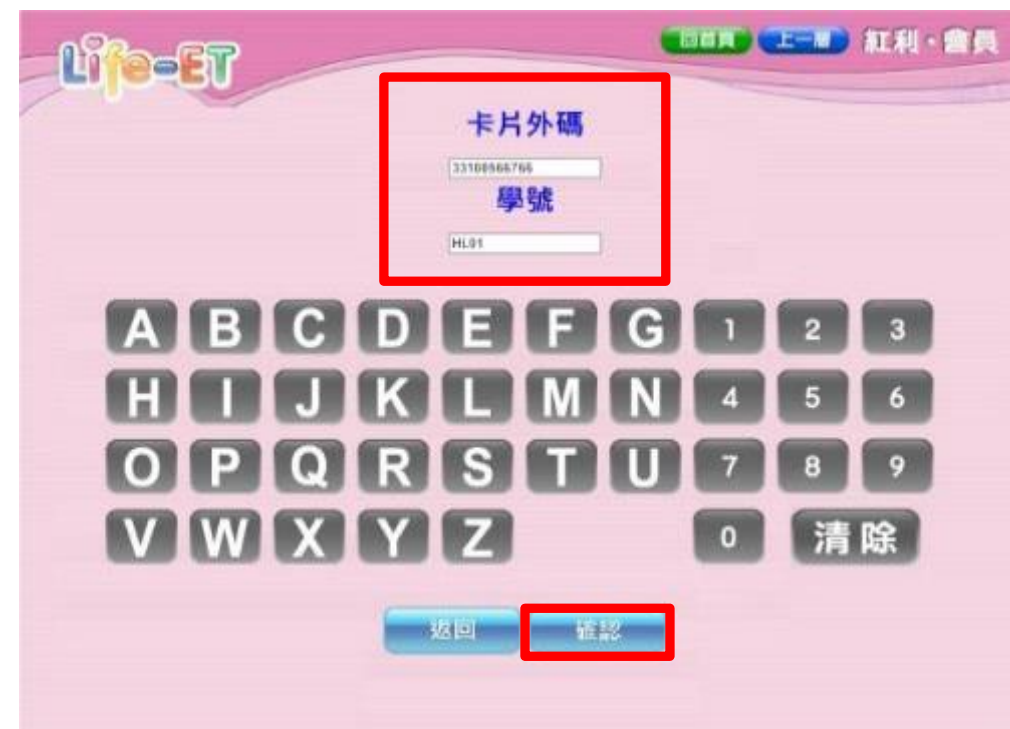 Life-ET 回首頁 上一層 紅利·會員
卡片外碼
33100566766
學號
HL01
A B C D E F G 1 2 3
H I J K L M N 4 5 6
O P Q R S T U 7 8 9
V W X Y Z 0 清除
返回 確認